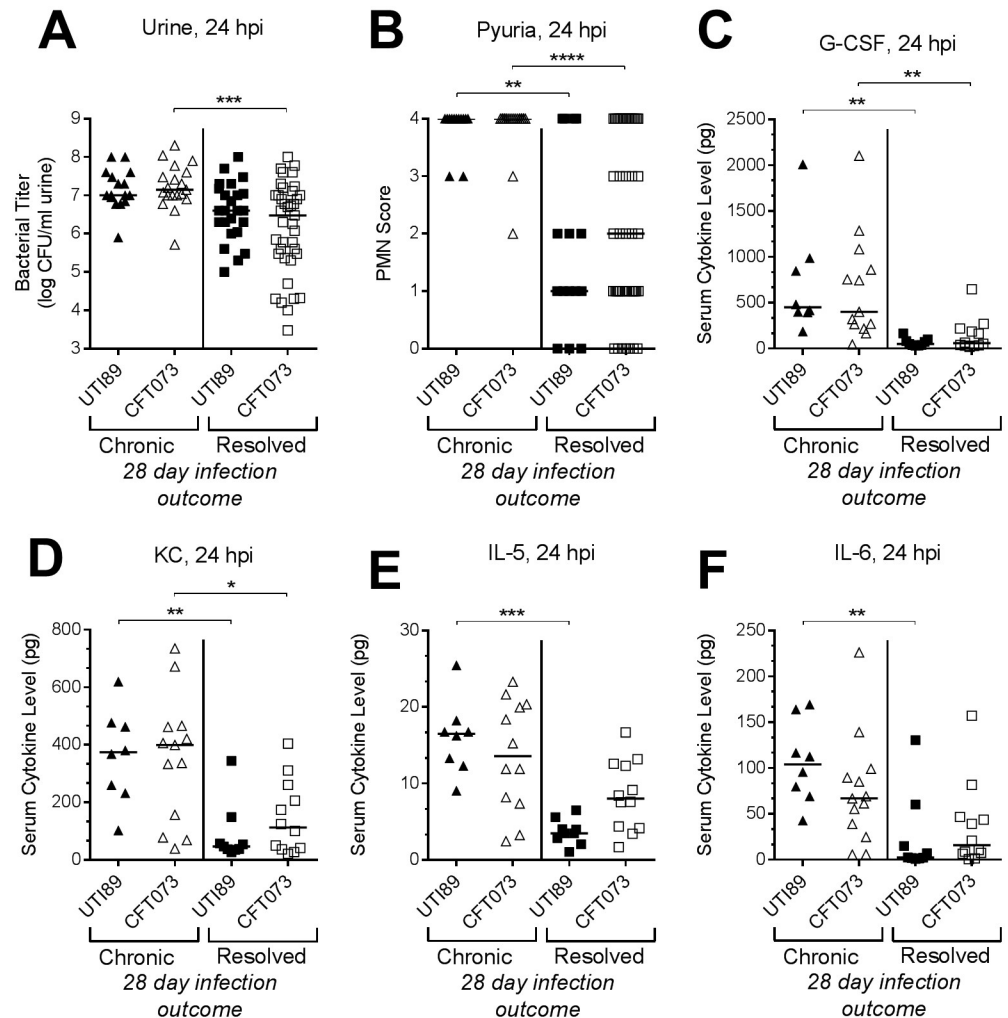 A
Urine, 24 hpi
***
Bacterial Titer
(log CFU/ml urine)
9
8
7
6
5
4
3
UTI89
CFT073
UTI89
CFT073
Chronic
Resolved
28 day infection
outcome
B
Pyuria, 24 hpi
****
**
PMN Score
4
3
2
1
0
UTI89
CFT073
UTI89
CFT073
Chronic
Resolved
28 day infection
outcome
C
G-CSF, 24 hpi
**
**
Serum Cytokine Level (pg)
2500
2000
1500
1000
500
0
UTI89
CFT073
UTI89
CFT073
Chronic
Resolved
28 day infection
outcome
D
KC, 24 hpi
*
**
Serum Cytokine Level (pg)
800
600
400
200
0
UTI89
CFT073
UTI89
CFT073
Chronic
Resolved
28 day infection
outcome
E
IL-5, 24 hpi
***
Serum Cytokine Level (pg)
30
20
10
0
UTI89
CFT073
UTI89
CFT073
Chronic
Resolved
28 day infection
outcome
F
IL-6, 24 hpi
**
Serum Cytokine Level (pg)
250
200
150
100
50
0
UTI89
CFT073
UTI89
CFT073
Chronic
Resolved
28 day infection
outcome